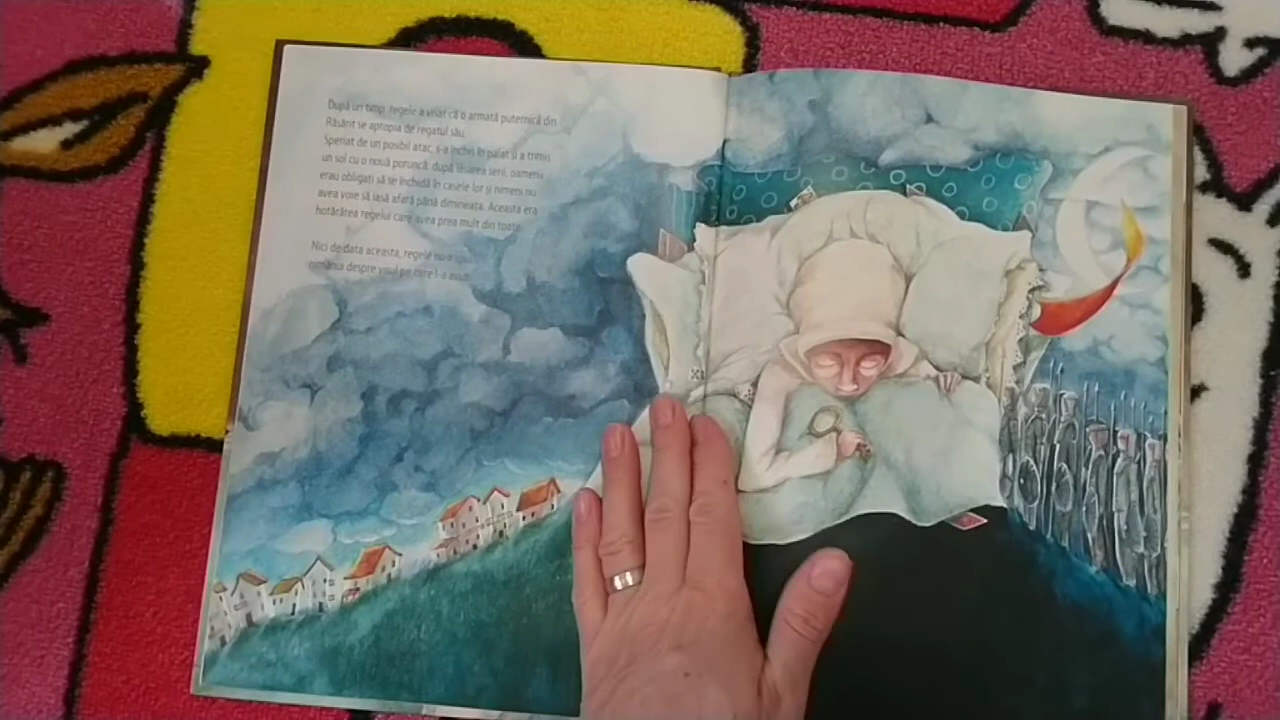 După un timp, regele a visat că o armată puternică din
Răsărit se apropia de regatul său.
Speriat de un posibil atac, s-a închis în palat și a trimis
un sol cu o nouă poruncă: după lăsarea serii, oamenii
erau obligați să se închidă în casele lor și nimeni nu
avea voie să iasă afară până dimineața. Aceasta era
hotărârea regelui care avea prea mult din toate.
Nici de data aceasta, regele nu a spus
nimănui despre visul pe care l-a avut.